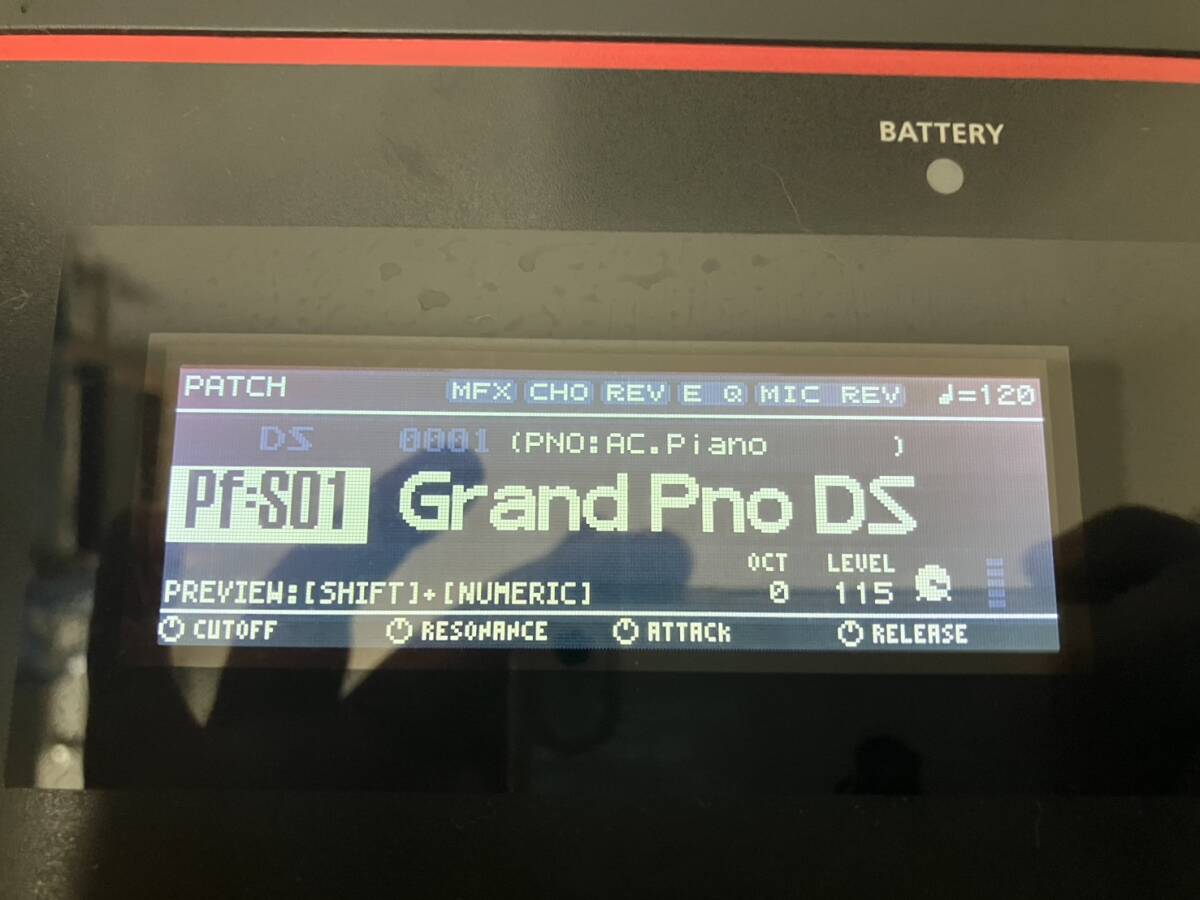 BATTERY
PATCH MFX CHO REV E Q MIC REV ♩=120
DS 0001 (PNO:AC.Piano )
Pf:S01 Grand Pno DS
OCT LEVEL
PREVIEW:[SHIFT]+[NUMERIC] 0 115
CUTOFF RESONANCE ATTACK RELEASE